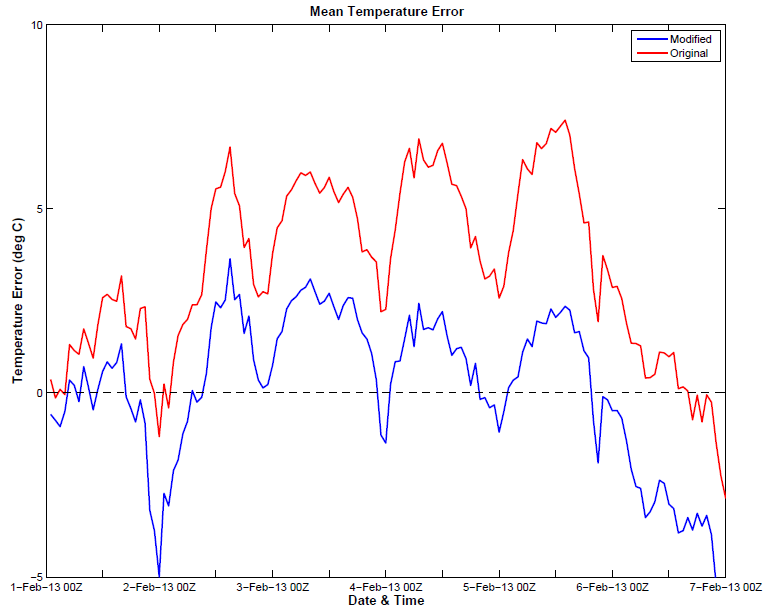 Mean Temperature Error
10
5
0
−5
Temperature Error (deg C)
Modified
Original
1−Feb−13 00Z
2−Feb−13 00Z
3−Feb−13 00Z
4−Feb−13 00Z
5−Feb−13 00Z
6−Feb−13 00Z
7−Feb−13 00Z
Date & Time